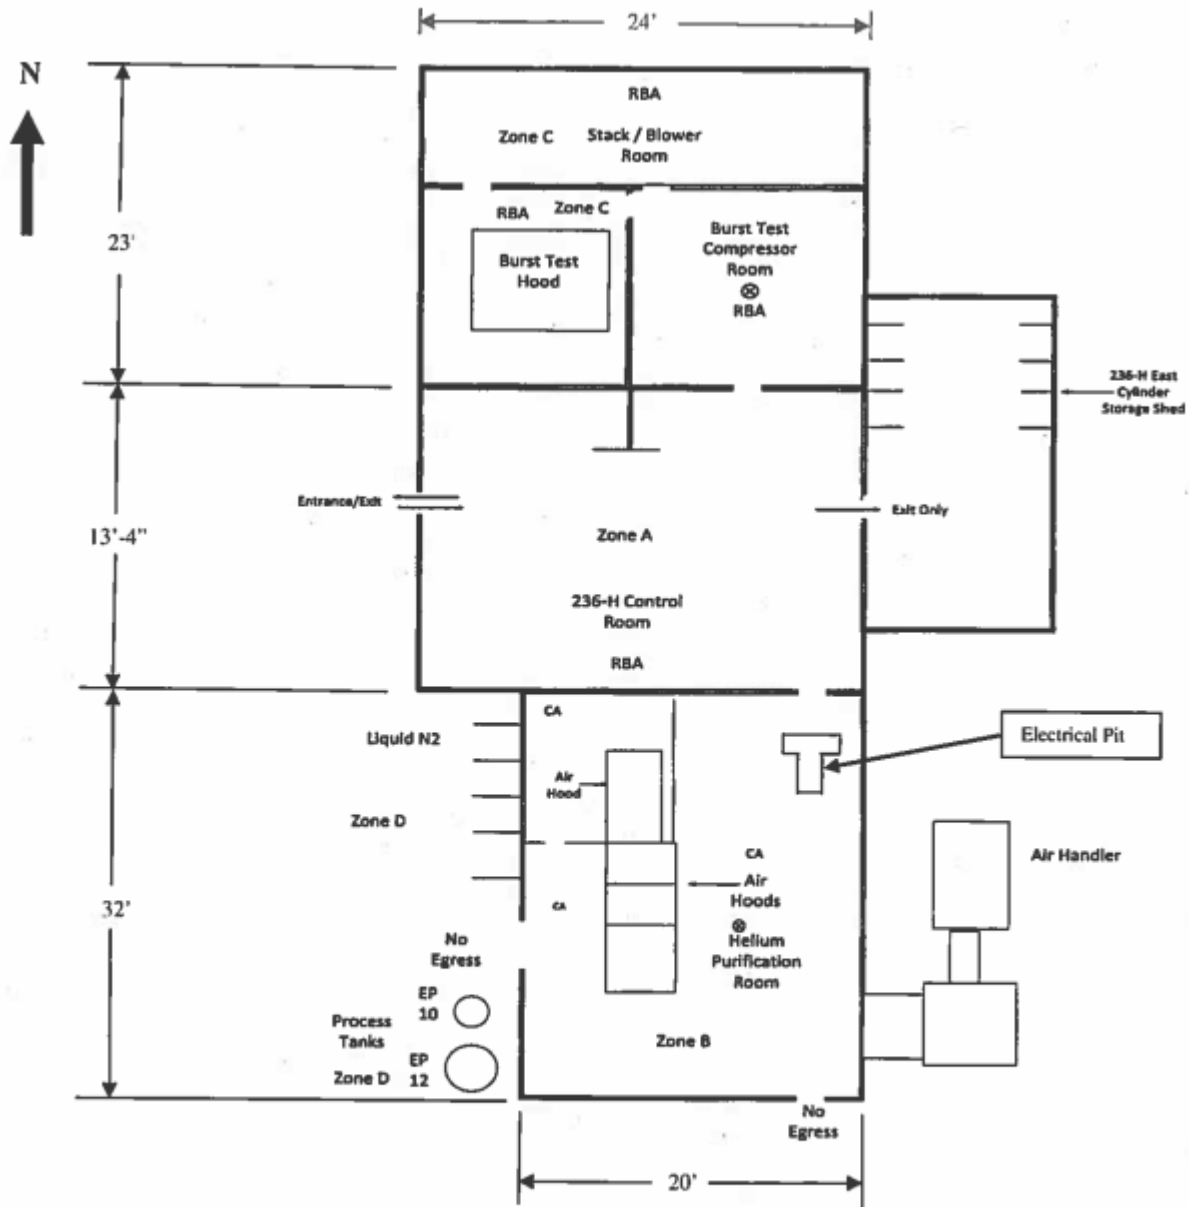 24'
N
RBA
Zone C
Stack / Blower
Room
23'
RBA
Zone C
Burst Test
Hood
Burst Test
Compressor
Room
RBA
236-H East
Cylinder
Storage Shed
Entrance/Exit
Exit Only
13'-4"
Zone A
236-H Control
Room
RBA
CA
Liquid N2
Electrical Pit
Air
Hood
Zone D
CA
Air
Hoods
Air Handler
32'
CA
No
Egress
Helium
Purification
Room
EP
10
Process
Tanks
Zone B
EP
12
Zone D
No
Egress
20'